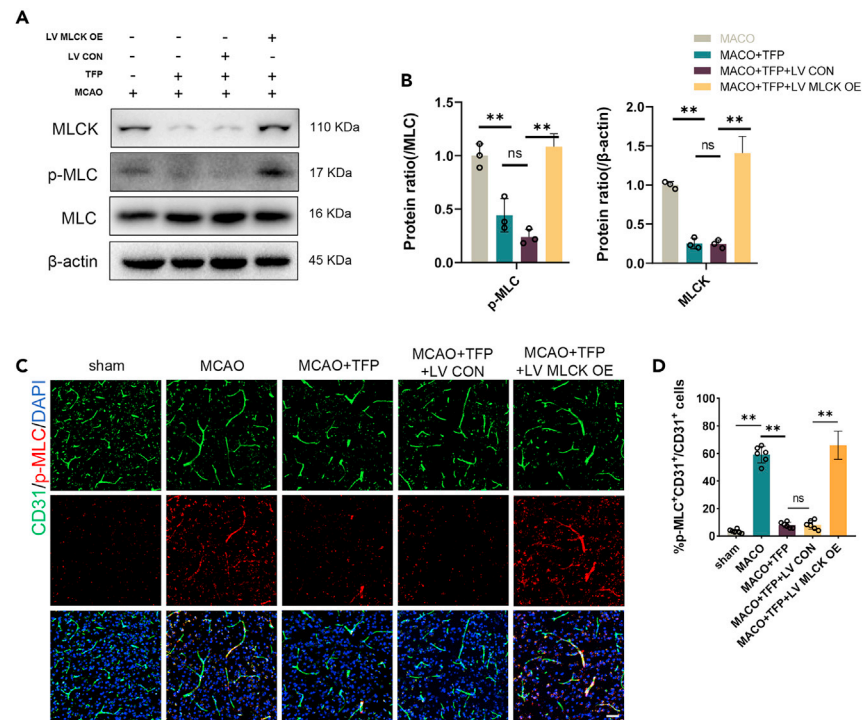 A
LV MLCK OE - - - +
LV CON - - + -
TFP - + + +
MCAO + + + +
MLCK 110 KDa
p-MLC 17 KDa
MLC 16 KDa
β-actin 45 KDa
B
MACO
MACO+TFP
MACO+TFP+LV CON
MACO+TFP+LV MLCK OE
Protein ratio(/MLC)
1.5
1.0
0.5
0.0
** ns **
p-MLC
Protein ratio(/β-actin)
2.0
1.5
1.0
0.5
0.0
** ns **
MLCK
C
sham
MCAO
MCAO+TFP
MCAO+TFP
+LV CON
MCAO+TFP
+LV MLCK OE
CD31/p-MLC/DAPI
D
%p-MLC⁺CD31⁺/CD31⁺ cells
100
80
60
40
20
0
** ** ns **
sham
MACO
MACO+TFP
MACO+TFP+LV CON
MACO+TFP+LV MLCK OE